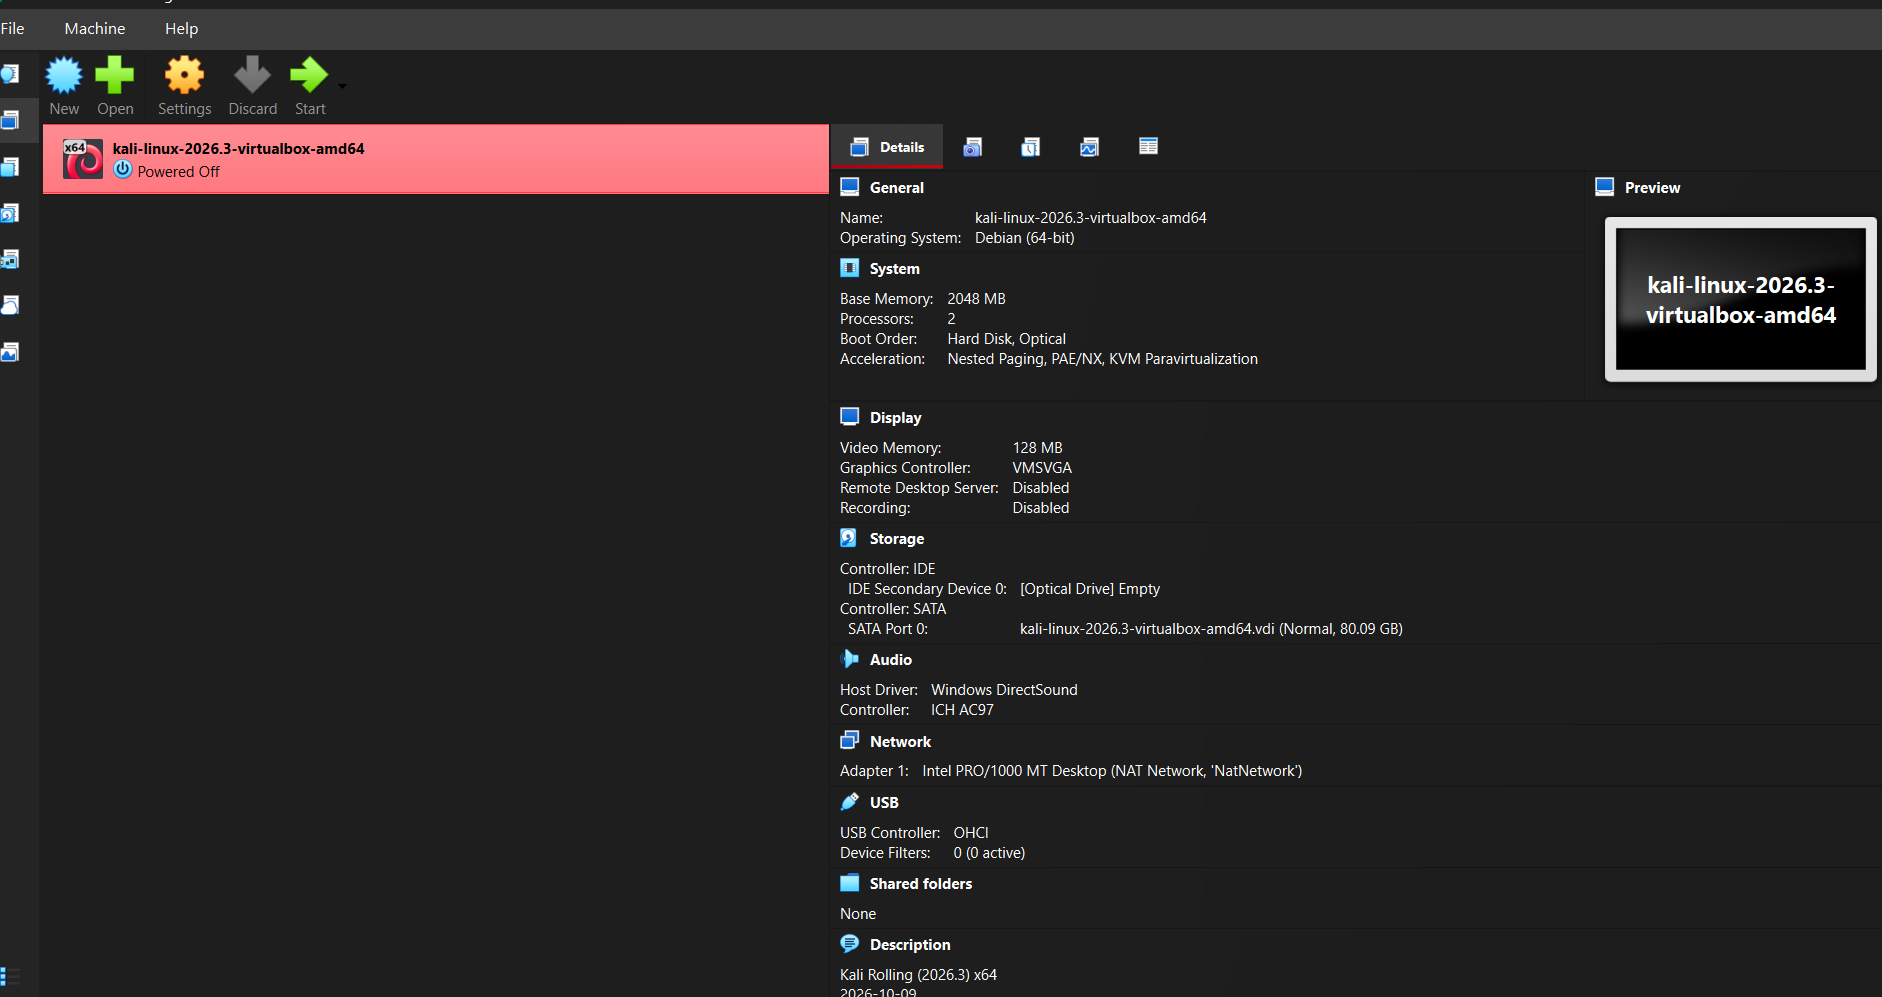 File Machine Help
New Open Settings Discard Start
x64
kali-linux-2026.3-virtualbox-amd64
Powered Off
Details
General
Name: kali-linux-2026.3-virtualbox-amd64
Operating System: Debian (64-bit)
Preview
kali-linux-2026.3-
virtualbox-amd64
System
Base Memory: 2048 MB
Processors: 2
Boot Order: Hard Disk, Optical
Acceleration: Nested Paging, PAE/NX, KVM Paravirtualization
Display
Video Memory: 128 MB
Graphics Controller: VMSVGA
Remote Desktop Server: Disabled
Recording: Disabled
Storage
Controller: IDE
IDE Secondary Device 0: [Optical Drive] Empty
Controller: SATA
SATA Port 0: kali-linux-2026.3-virtualbox-amd64.vdi (Normal, 80.09 GB)
Audio
Host Driver: Windows DirectSound
Controller: ICH AC97
Network
Adapter 1: Intel PRO/1000 MT Desktop (NAT Network, 'NatNetwork')
USB
USB Controller: OHCI
Device Filters: 0 (0 active)
Shared folders
None
Description
Kali Rolling (2026.3) x64
2026-10-09